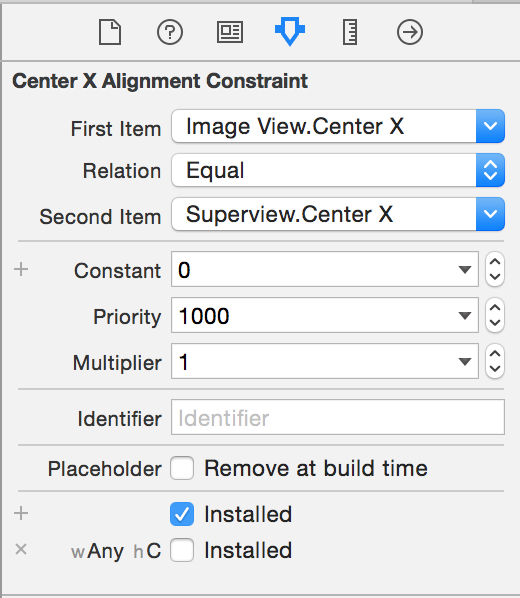 Center X Alignment Constraint
First Item Image View.Center X
Relation Equal
Second Item Superview.Center X
+ Constant 0
Priority 1000
Multiplier 1
Identifier Identifier
Placeholder Remove at build time
+ Installed
× wAny hC Installed